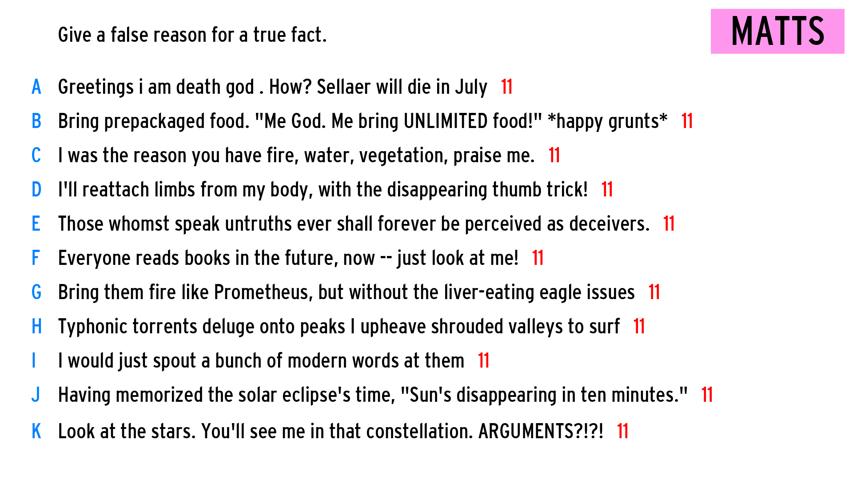 Give a false reason for a true fact.
MATTS
A Greetings i am death god . How? Sellaer will die in July 11
B Bring prepackaged food. "Me God. Me bring UNLIMITED food!" *happy grunts* 11
C I was the reason you have fire, water, vegetation, praise me. 11
D I'll reattach limbs from my body, with the disappearing thumb trick! 11
E Those whomst speak untruths ever shall forever be perceived as deceivers. 11
F Everyone reads books in the future, now -- just look at me! 11
G Bring them fire like Prometheus, but without the liver-eating eagle issues 11
H Typhonic torrents deluge onto peaks I upheave shrouded valleys to surf 11
I I would just spout a bunch of modern words at them 11
J Having memorized the solar eclipse's time, "Sun's disappearing in ten minutes." 11
K Look at the stars. You'll see me in that constellation. ARGUMENTS?!?! 11